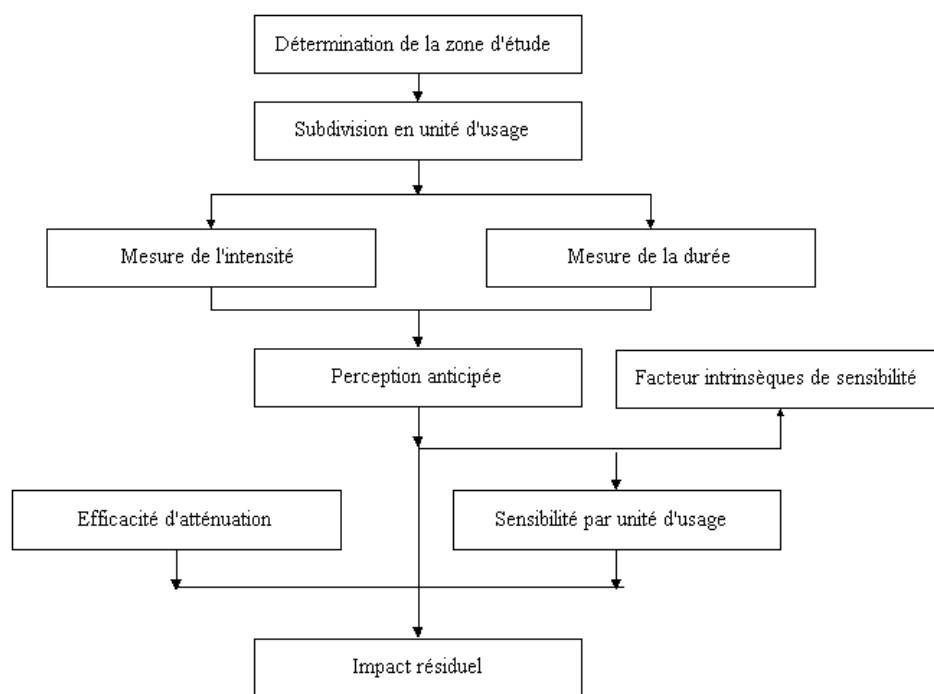 Détermination de la zone d'étude
Subdivision en unité d'usage
Mesure de l'intensité
Mesure de la durée
Perception anticipée
Facteur intrinsèques de sensibilité
Efficacité d'atténuation
Sensibilité par unité d'usage
Impact résiduel